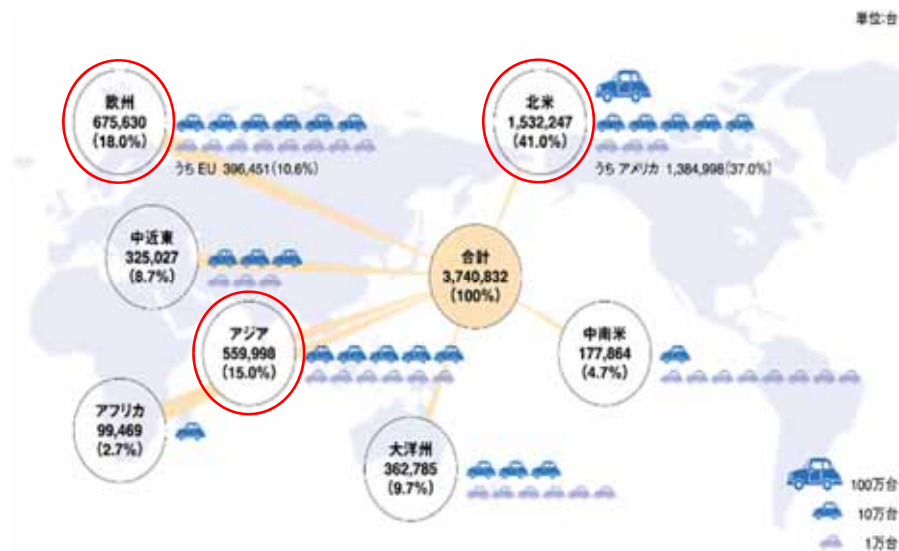 単位:台
欧州
675,630
(18.0%)
うち EU 396,451(10.6%)
北米
1,532,247
(41.0%)
うち アメリカ 1,384,998(37.0%)
中近東
325,027
(8.7%)
合計
3,740,832
(100%)
アジア
559,998
(15.0%)
中南米
177,864
(4.7%)
アフリカ
99,469
(2.7%)
大洋州
362,785
(9.7%)
100万台
10万台
1万台